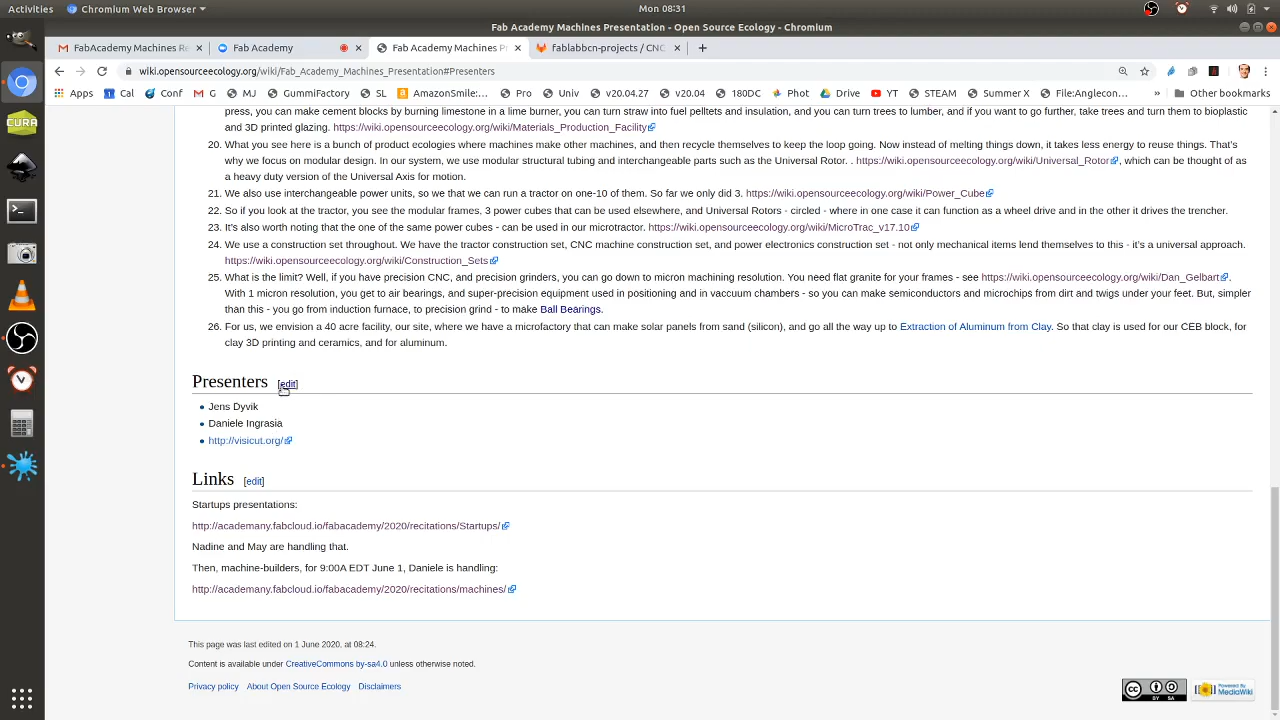 Activities Chromium Web Browser Mon 08:31
Fab Academy Machines Presentation - Open Source Ecology - Chromium
FabAcademy Machines Re Fab Academy Fab Academy Machines P fablabbcn-projects / CNC
wiki.opensourceecology.org/wiki/Fab_Academy_Machines_Presentation#Presenters
Apps Cal Conf G MJ GummiFactory SL AmazonSmile:... Pro Univ v20.04.27 v20.04 180DC Phot Drive YT STEAM Summer X File:Anglecon... » Other bookmarks
press, you can make cement blocks by burning limestone in a lime burner, you can turn straw into fuel pelltets and insulation, and you can turn trees to lumber, and if you want to go further, take trees and turn them to bioplastic
and 3D printed glazing. https://wiki.opensourceecology.org/wiki/Materials_Production_Facility
20. What you see here is a bunch of product ecologies where machines make other machines, and then recycle themselves to keep the loop going. Now instead of melting things down, it takes less energy to reuse things. That's
why we focus on modular design. In our system, we use modular structural tubing and interchangeable parts such as the Universal Rotor. . https://wiki.opensourceecology.org/wiki/Universal_Rotor, which can be thought of as
a heavy duty version of the Universal Axis for motion.
21. We also use interchangeable power units, so we that we can run a tractor on one-10 of them. So far we only did 3. https://wiki.opensourceecology.org/wiki/Power_Cube
22. So if you look at the tractor, you see the modular frames, 3 power cubes that can be used elsewhere, and Universal Rotors - circled - where in one case it can function as a wheel drive and in the other it drives the trencher.
23. It's also worth noting that the one of the same power cubes - can be used in our microtractor. https://wiki.opensourceecology.org/wiki/MicroTrac_v17.10
24. We use a construction set throughout. We have the tractor construction set, CNC machine construction set, and power electronics construction set - not only mechanical items lend themselves to this - it's a universal approach.
https://wiki.opensourceecology.org/wiki/Construction_Sets
25. What is the limit? Well, if you have precision CNC, and precision grinders, you can go down to micron machining resolution. You need flat granite for your frames - see https://wiki.opensourceecology.org/wiki/Dan_Gelbart.
With 1 micron resolution, you get to air bearings, and super-precision equipment used in positioning and in vaccuum chambers - so you can make semiconductors and microchips from dirt and twigs under your feet. But, simpler
than this - you go from induction furnace, to precision grind - to make Ball Bearings.
26. For us, we envision a 40 acre facility, our site, where we have a microfactory that can make solar panels from sand (silicon), and go all the way up to Extraction of Aluminum from Clay. So that clay is used for our CEB block, for
clay 3D printing and ceramics, and for aluminum.
Presenters [edit]
Jens Dyvik
Daniele Ingrasia
http://visicut.org/
Links [edit]
Startups presentations:
http://academany.fabcloud.io/fabacademy/2020/recitations/Startups/
Nadine and May are handling that.
Then, machine-builders, for 9:00A EDT June 1, Daniele is handling:
http://academany.fabcloud.io/fabacademy/2020/recitations/machines/
This page was last edited on 1 June 2020, at 08:24.
Content is available under CreativeCommons by-sa4.0 unless otherwise noted.
Privacy policy About Open Source Ecology Disclaimers
CURA
cc BY SA Powered By MediaWiki